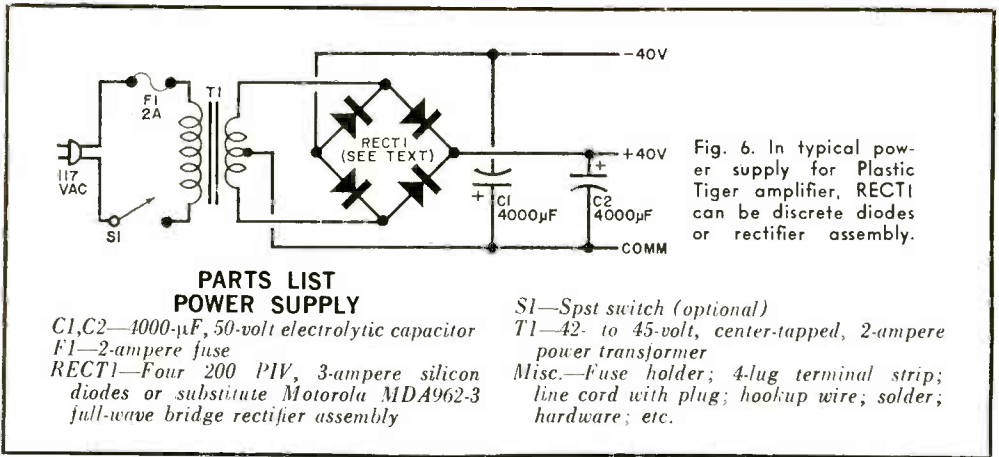 F1
2A
T1
117
VAC
S1
RECT1
(SEE TEXT)
-40V
+40V
+
+
C1
4000µF
C2
4000µF
COMM
Fig. 6. In typical pow-
er supply for Plastic
Tiger amplifier, RECT1
can be discrete diodes
or rectifier assembly.
PARTS LIST
POWER SUPPLY
C1,C2—4000-µF, 50-volt electrolytic capacitor
F1—2-ampere fuse
RECT1—Four 200 PIV, 3-ampere silicon
diodes or substitute Motorola MDA962-3
full-wave bridge rectifier assembly
S1—Spst switch (optional)
T1—42- to 45-volt, center-tapped, 2-ampere
power transformer
Misc.—Fuse holder; 4-lug terminal strip;
line cord with plug; hookup wire; solder;
hardware; etc.